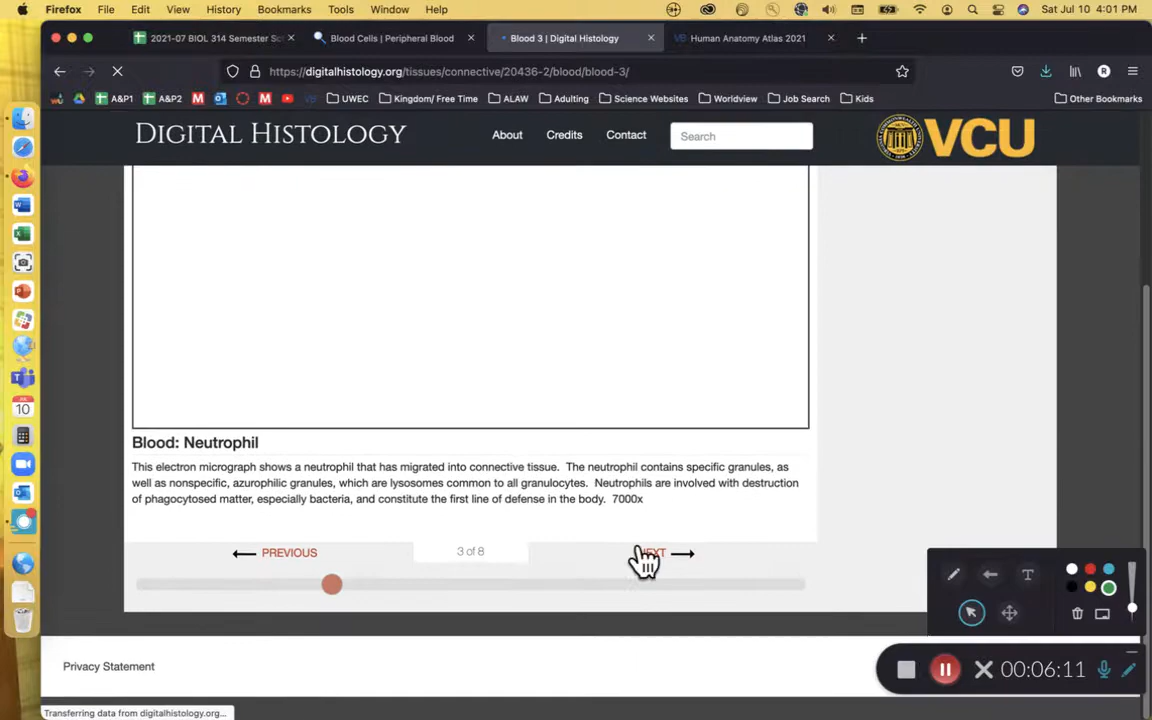 Firefox File Edit View History Bookmarks Tools Window Help Sat Jul 10 4:01 PM
2021-07 BIOL 314 Semester Sc Blood Cells | Peripheral Blood Blood 3 | Digital Histology Human Anatomy Atlas 2021
https://digitalhistology.org/tissues/connective/20436-2/blood/blood-3/
A&P1 A&P2 UWEC Kingdom/ Free Time ALAW Adulting Science Websites Worldview Job Search Kids Other Bookmarks
DIGITAL HISTOLOGY About Credits Contact Search VCU
Blood: Neutrophil
This electron micrograph shows a neutrophil that has migrated into connective tissue. The neutrophil contains specific granules, as
well as nonspecific, azurophilic granules, which are lysosomes common to all granulocytes. Neutrophils are involved with destruction
of phagocytosed matter, especially bacteria, and constitute the first line of defense in the body. 7000x
PREVIOUS 3 of 8 NEXT
Privacy Statement
00:06:11
Transferring data from digitalhistology.org...